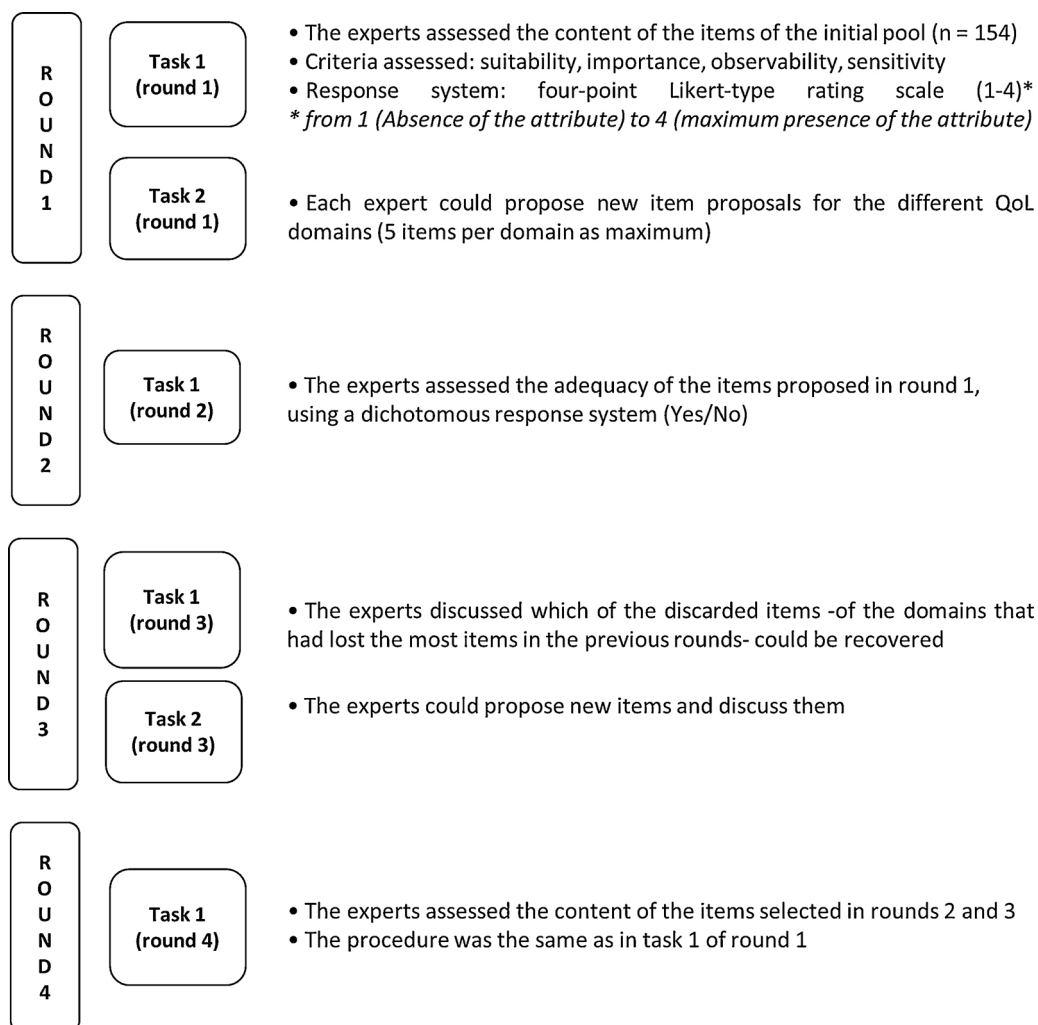 ROUND1
Task 1
(round 1)
• The experts assessed the content of the items of the initial pool (n = 154)
• Criteria assessed: suitability, importance, observability, sensitivity
• Response system: four-point Likert-type rating scale (1-4)*
* from 1 (Absence of the attribute) to 4 (maximum presence of the attribute)
Task 2
(round 1)
• Each expert could propose new item proposals for the different QoL
domains (5 items per domain as maximum)
ROUND2
Task 1
(round 2)
• The experts assessed the adequacy of the items proposed in round 1,
using a dichotomous response system (Yes/No)
ROUND3
Task 1
(round 3)
• The experts discussed which of the discarded items -of the domains that
had lost the most items in the previous rounds- could be recovered
Task 2
(round 3)
• The experts could propose new items and discuss them
ROUND4
Task 1
(round 4)
• The experts assessed the content of the items selected in rounds 2 and 3
• The procedure was the same as in task 1 of round 1